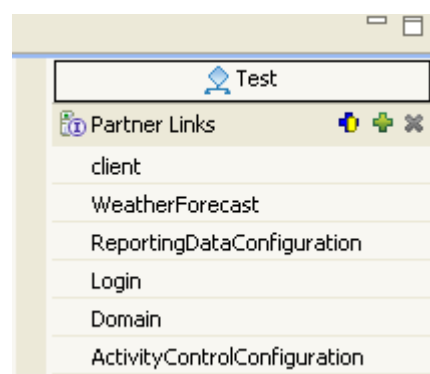 Test
Partner Links
client
WeatherForecast
ReportingDataConfiguration
Login
Domain
ActivityControlConfiguration